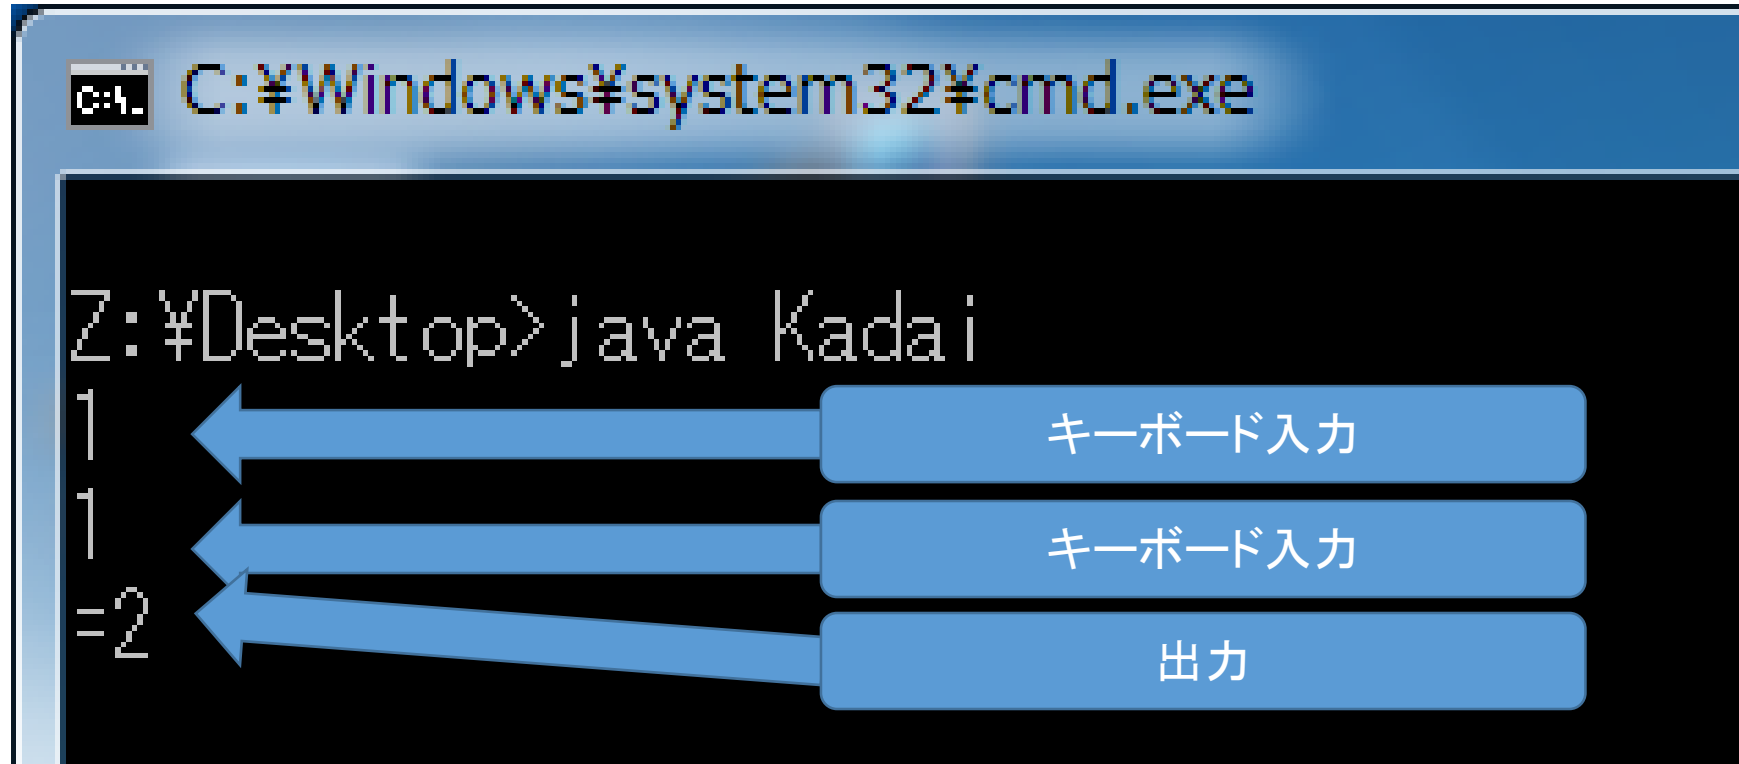 C:\_
C:¥Windows¥system32¥cmd.exe
Z:¥Desktop>java Kadai
1
キーボード入力
1
キーボード入力
=2
出力